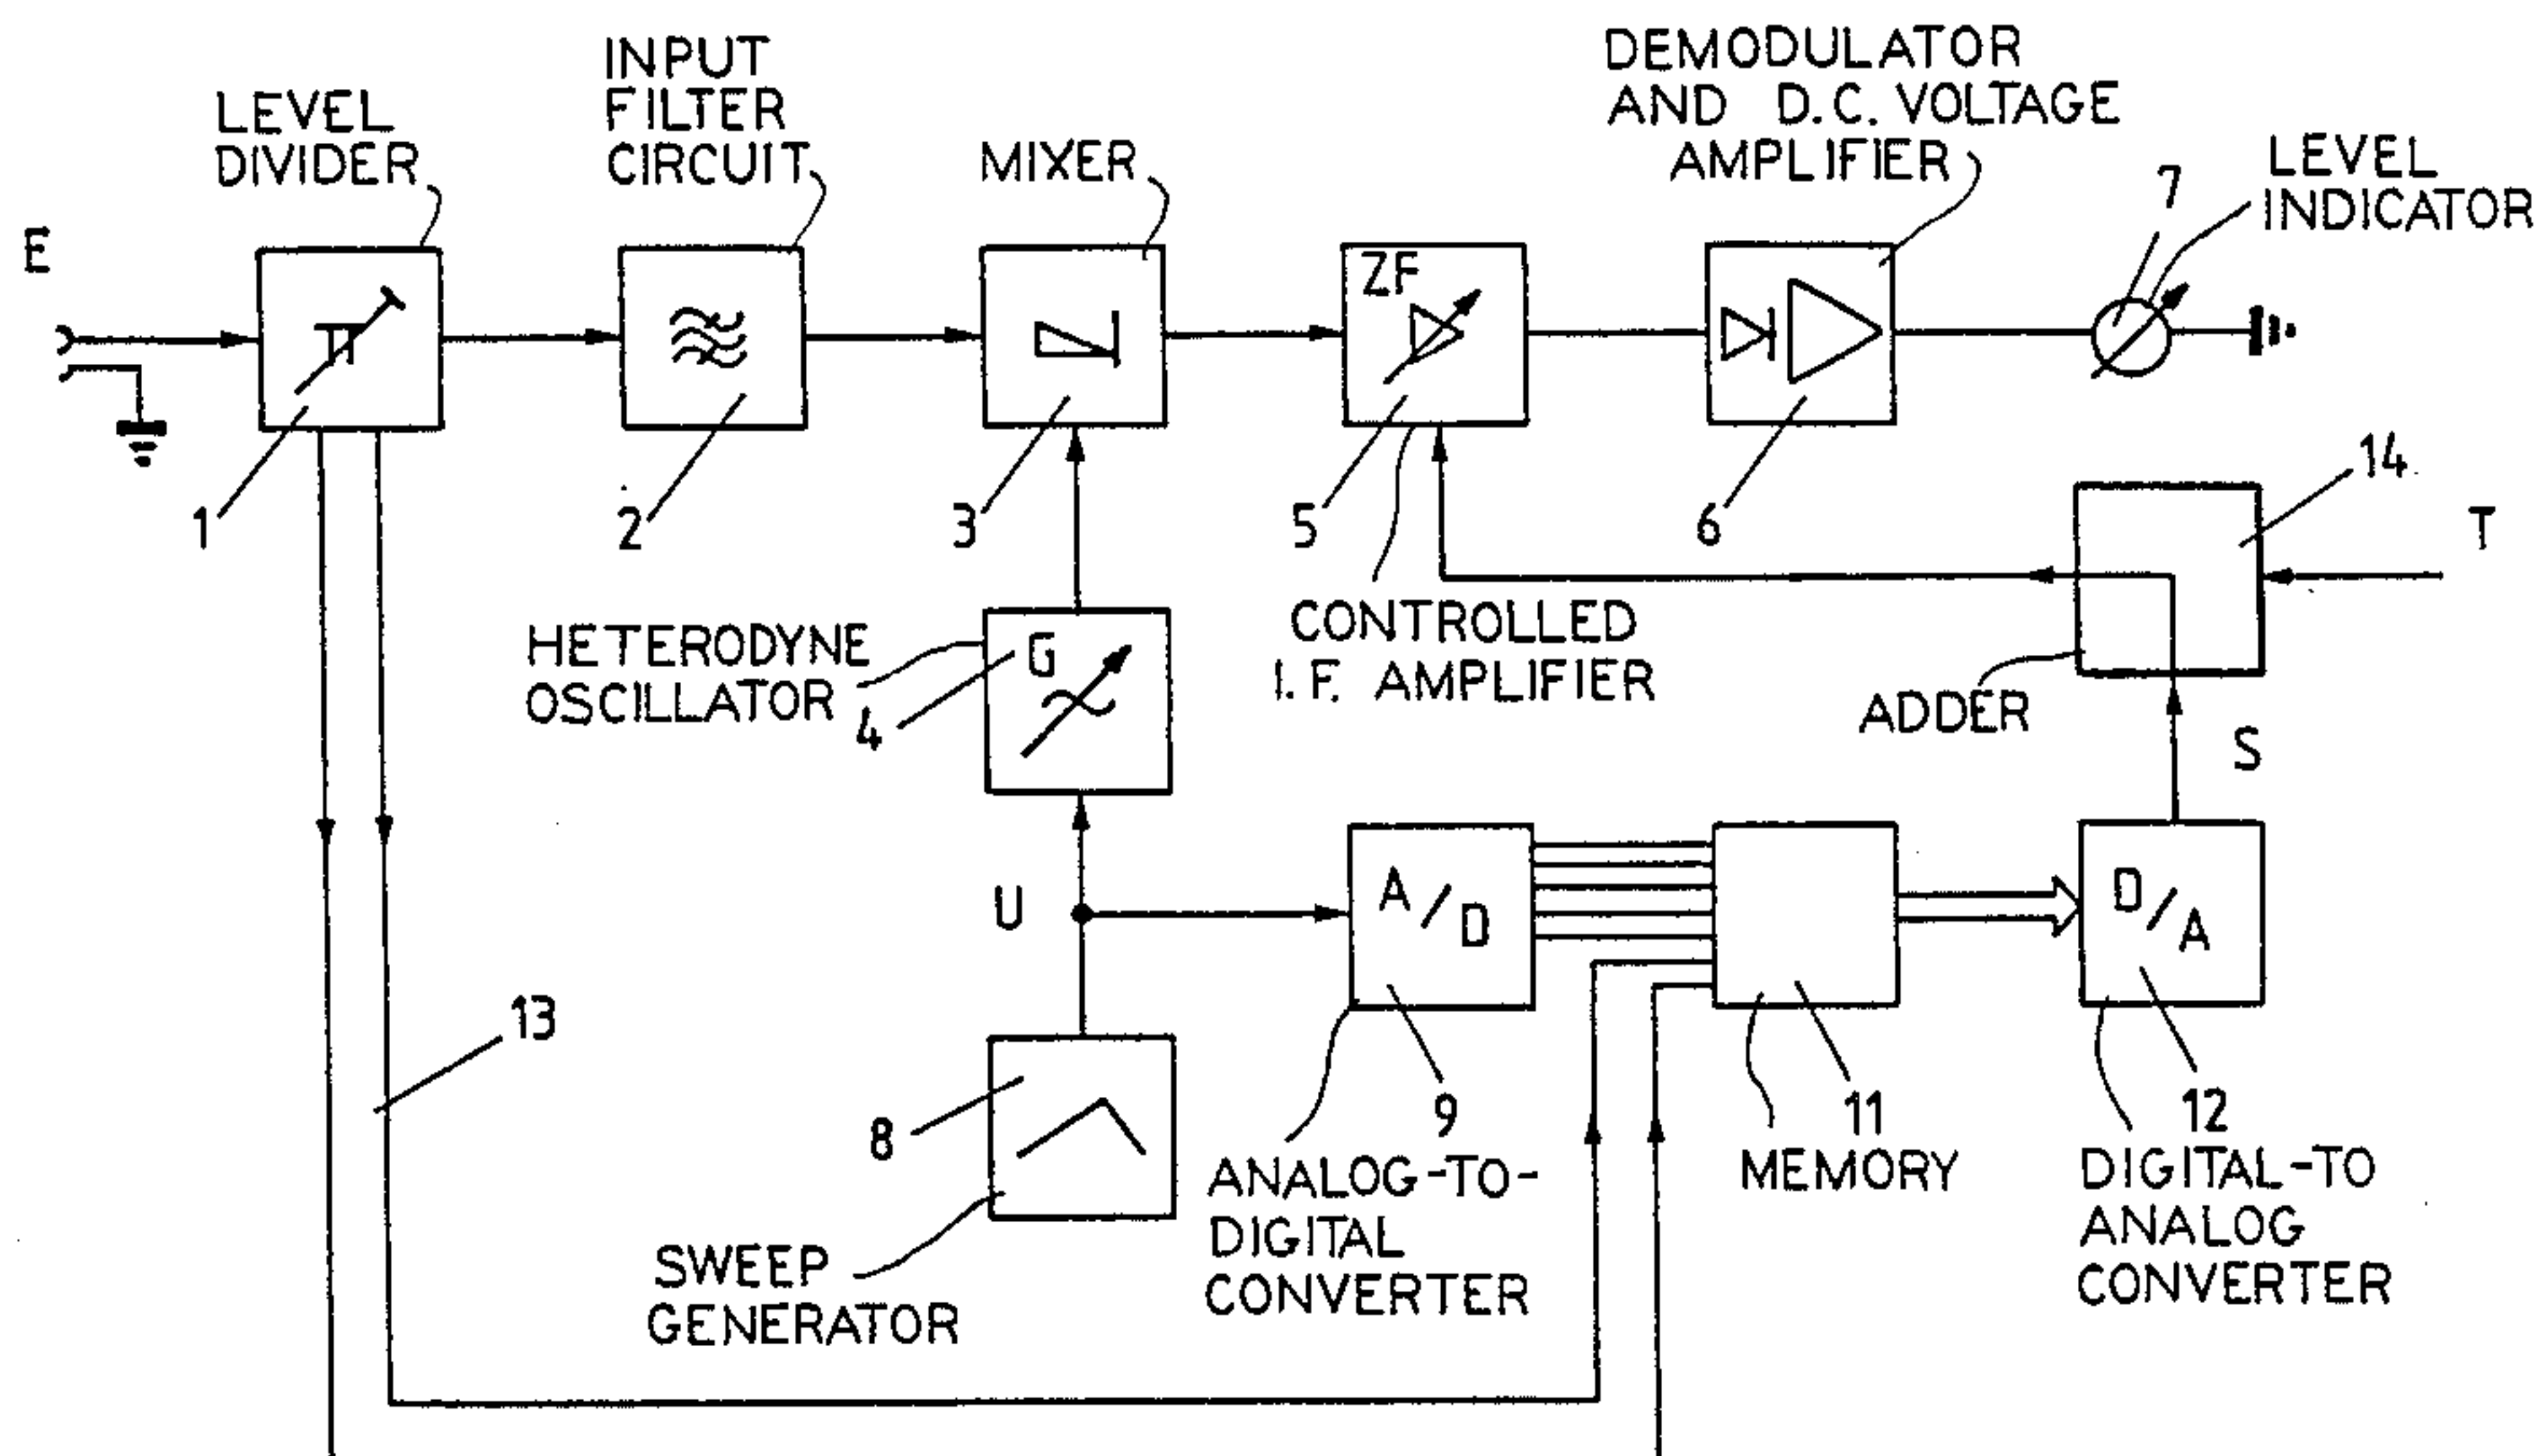 LEVEL
DIVIDER
INPUT
FILTER
CIRCUIT
MIXER
DEMODULATOR
AND D.C. VOLTAGE
AMPLIFIER
7
LEVEL
INDICATOR
E
ZF
1
2
3
5
6
14
T
HETERODYNE
OSCILLATOR
4
G
CONTROLLED
I.F. AMPLIFIER
ADDER
S
U
A/D
D/A
13
8
9
11
12
SWEEP
GENERATOR
ANALOG-TO-
DIGITAL
CONVERTER
MEMORY
DIGITAL-TO
ANALOG
CONVERTER